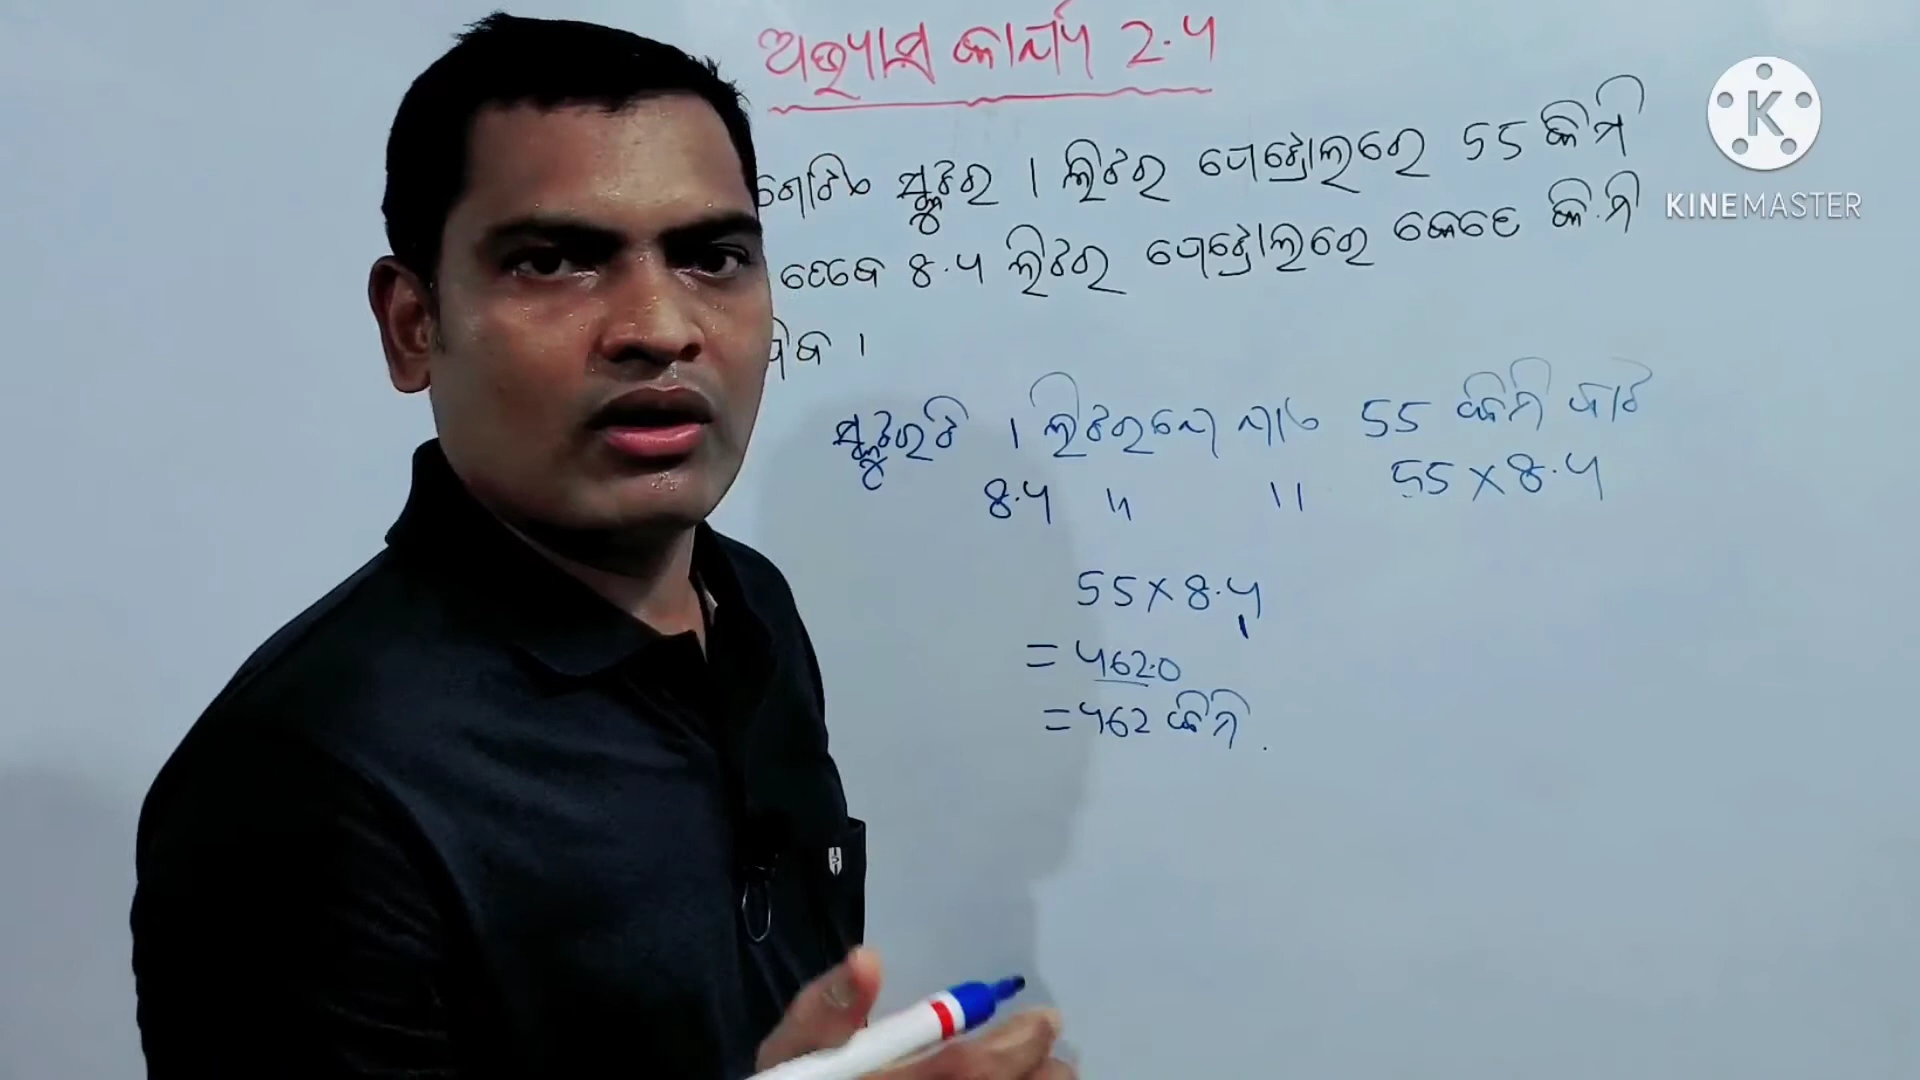 ଅଭ୍ୟାସ କାର୍ଯ୍ୟ 2.4
ଗୋଟିଏ ସ୍କୁଟର 1 ଲିଟର ପେଟ୍ରୋଲରେ 55 କିମି
ତେବେ 8.4 ଲିଟର ପେଟ୍ରୋଲରେ କେତେ କି.ମି
ଯିବ ।
ସ୍କୁଟରଟି 1 ଲିଟରରେ ଯାଏ 55 କିମି ବାଟ
8.4 " " 55 × 8.4
55 × 8.4
= 462.0
= 462 କିମି.
K
KINEMASTER